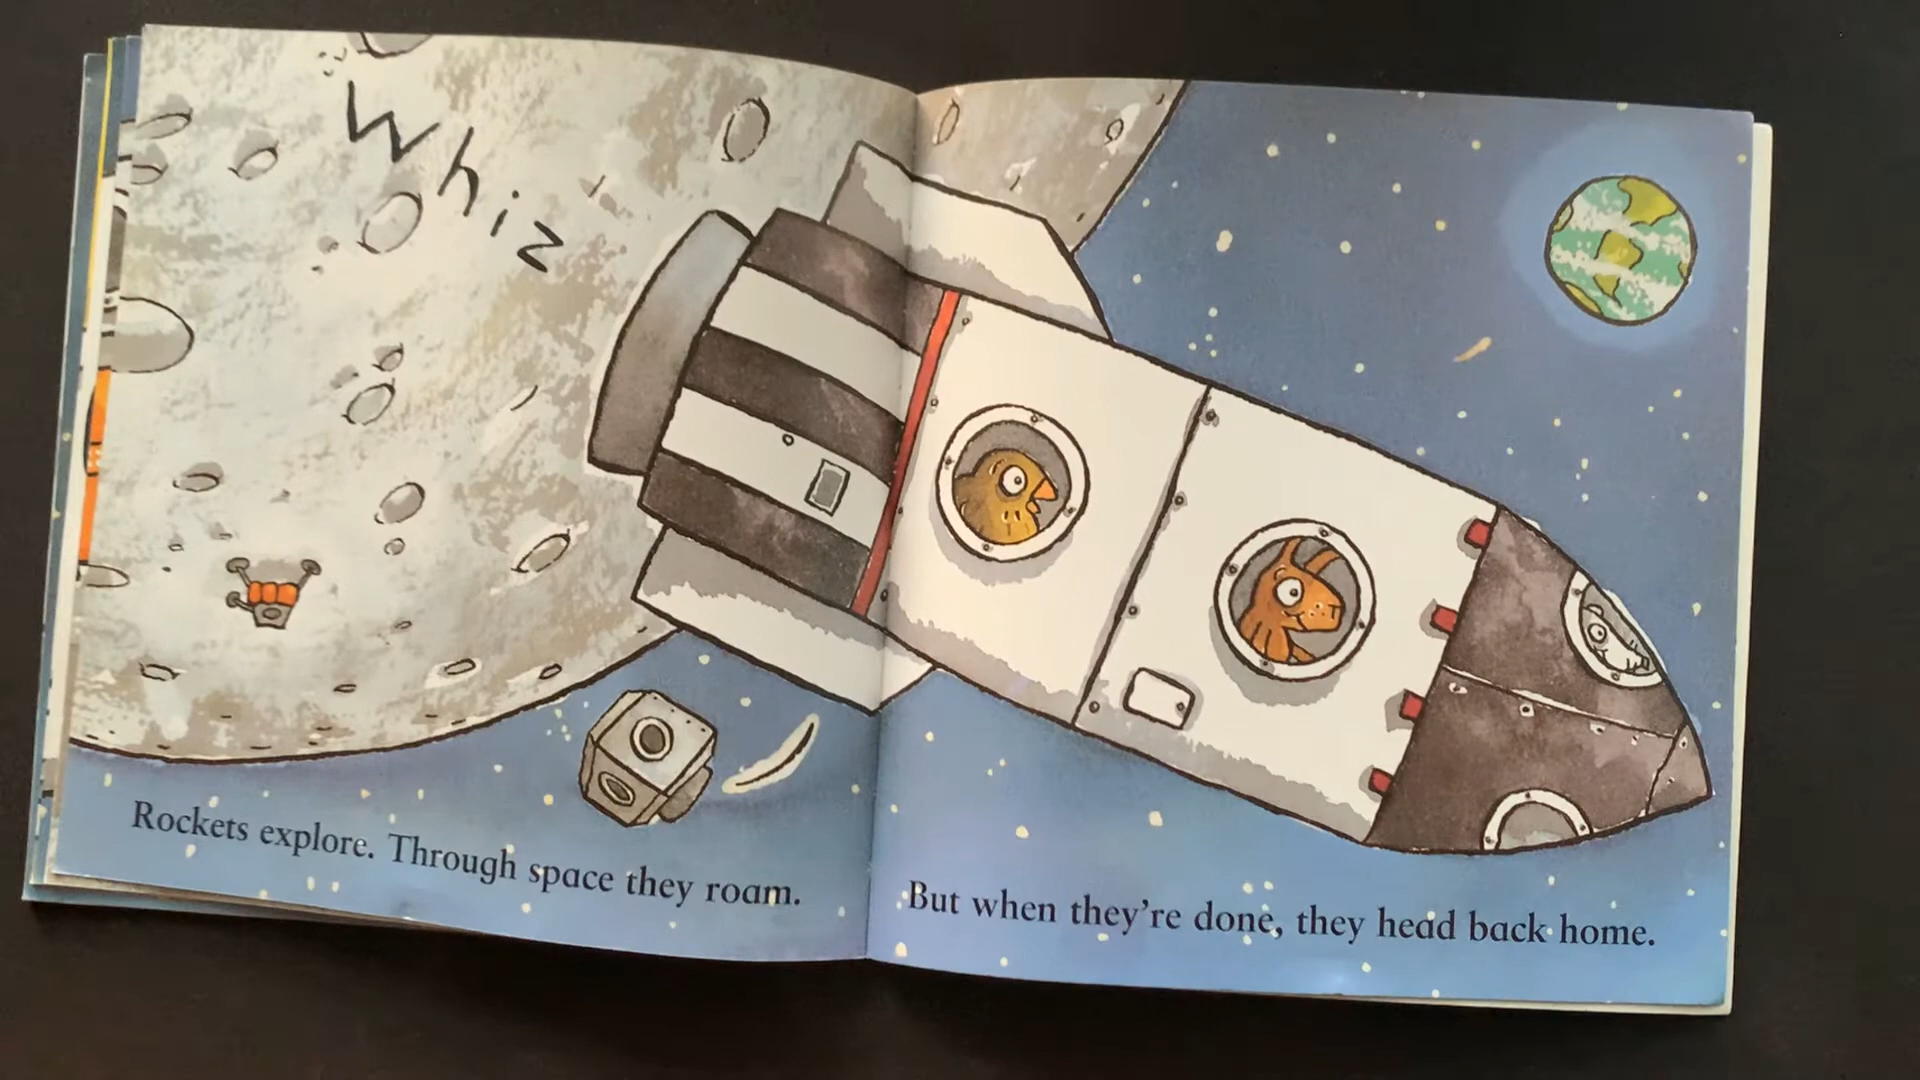 Whiz
Rockets explore. Through space they roam.
But when they're done, they head back home.